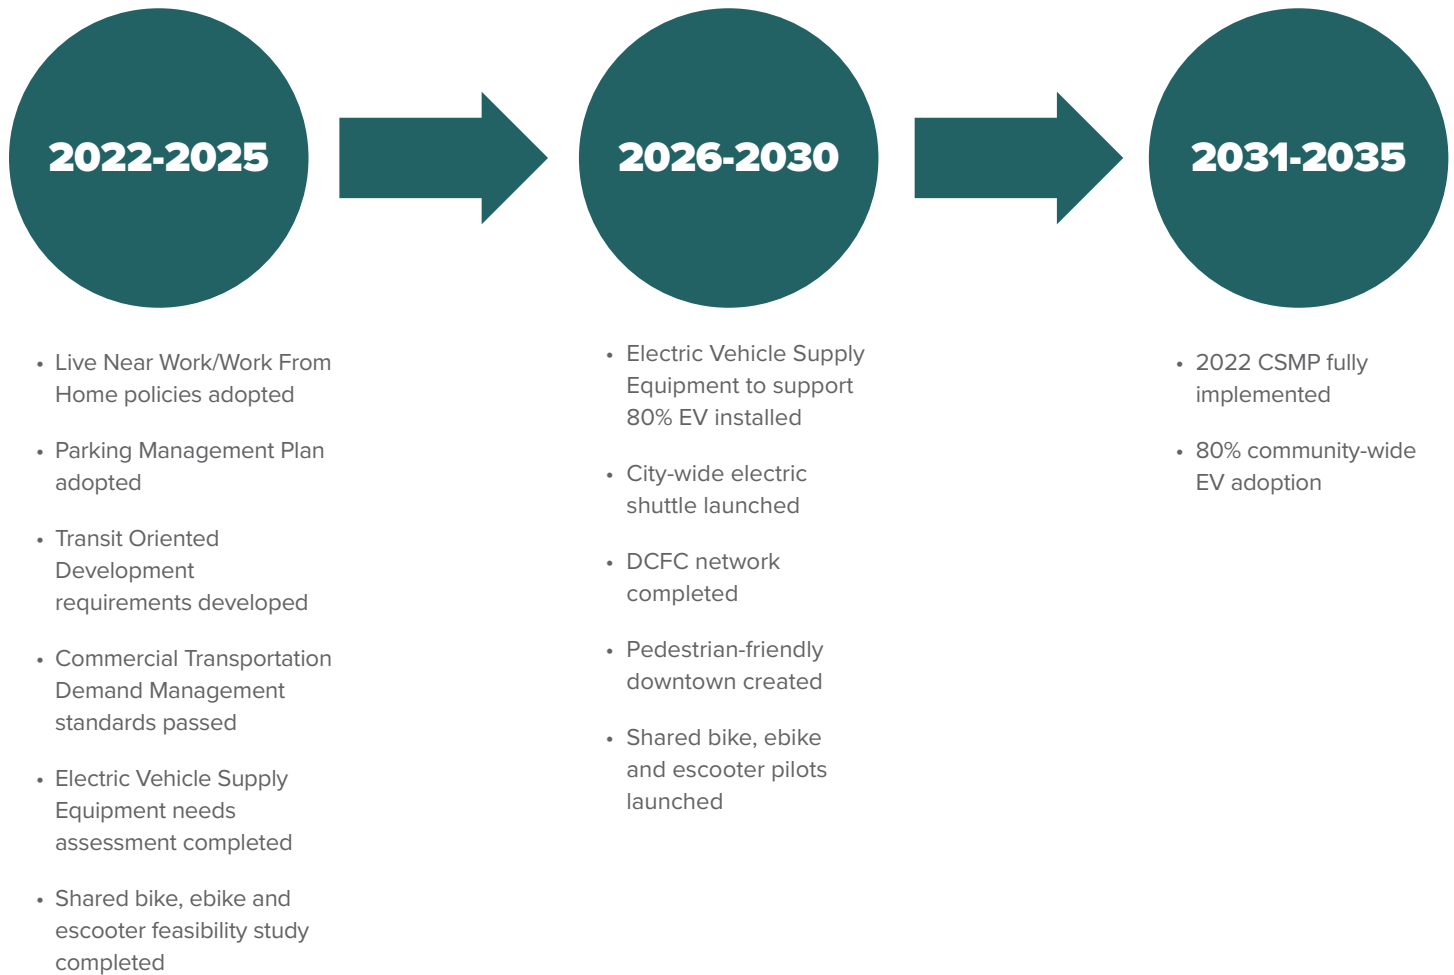 2022-2025
• Live Near Work/Work From
Home policies adopted
• Parking Management Plan
adopted
• Transit Oriented
Development
requirements developed
• Commercial Transportation
Demand Management
standards passed
• Electric Vehicle Supply
Equipment needs
assessment completed
• Shared bike, ebike and
escooter feasibility study
completed
2026-2030
• Electric Vehicle Supply
Equipment to support
80% EV installed
• City-wide electric
shuttle launched
• DCFC network
completed
• Pedestrian-friendly
downtown created
• Shared bike, ebike
and escooter pilots
launched
2031-2035
• 2022 CSMP fully
implemented
• 80% community-wide
EV adoption